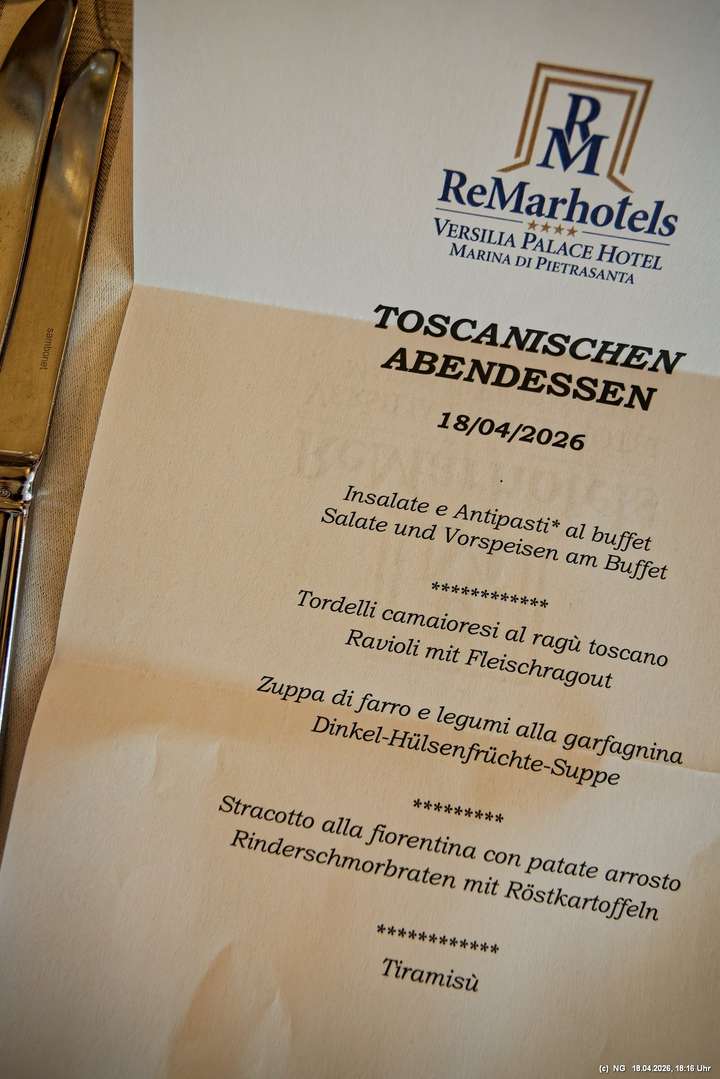 RM
ReMarhotels
★★★★
VERSILIA PALACE HOTEL
MARINA DI PIETRASANTA
TOSCANISCHEN
ABENDESSEN
18/04/2026
.
Insalate e Antipasti* al buffet
Salate und Vorspeisen am Buffet
************
Tordelli camaioresi al ragù toscano
Ravioli mit Fleischragout
Zuppa di farro e legumi alla garfagnina
Dinkel-Hülsenfrüchte-Suppe
*********
Stracotto alla fiorentina con patate arrosto
Rinderschmorbraten mit Röstkartoffeln
************
Tiramisù
sambonet
(c) NG 18.04.2026, 18:16 Uhr